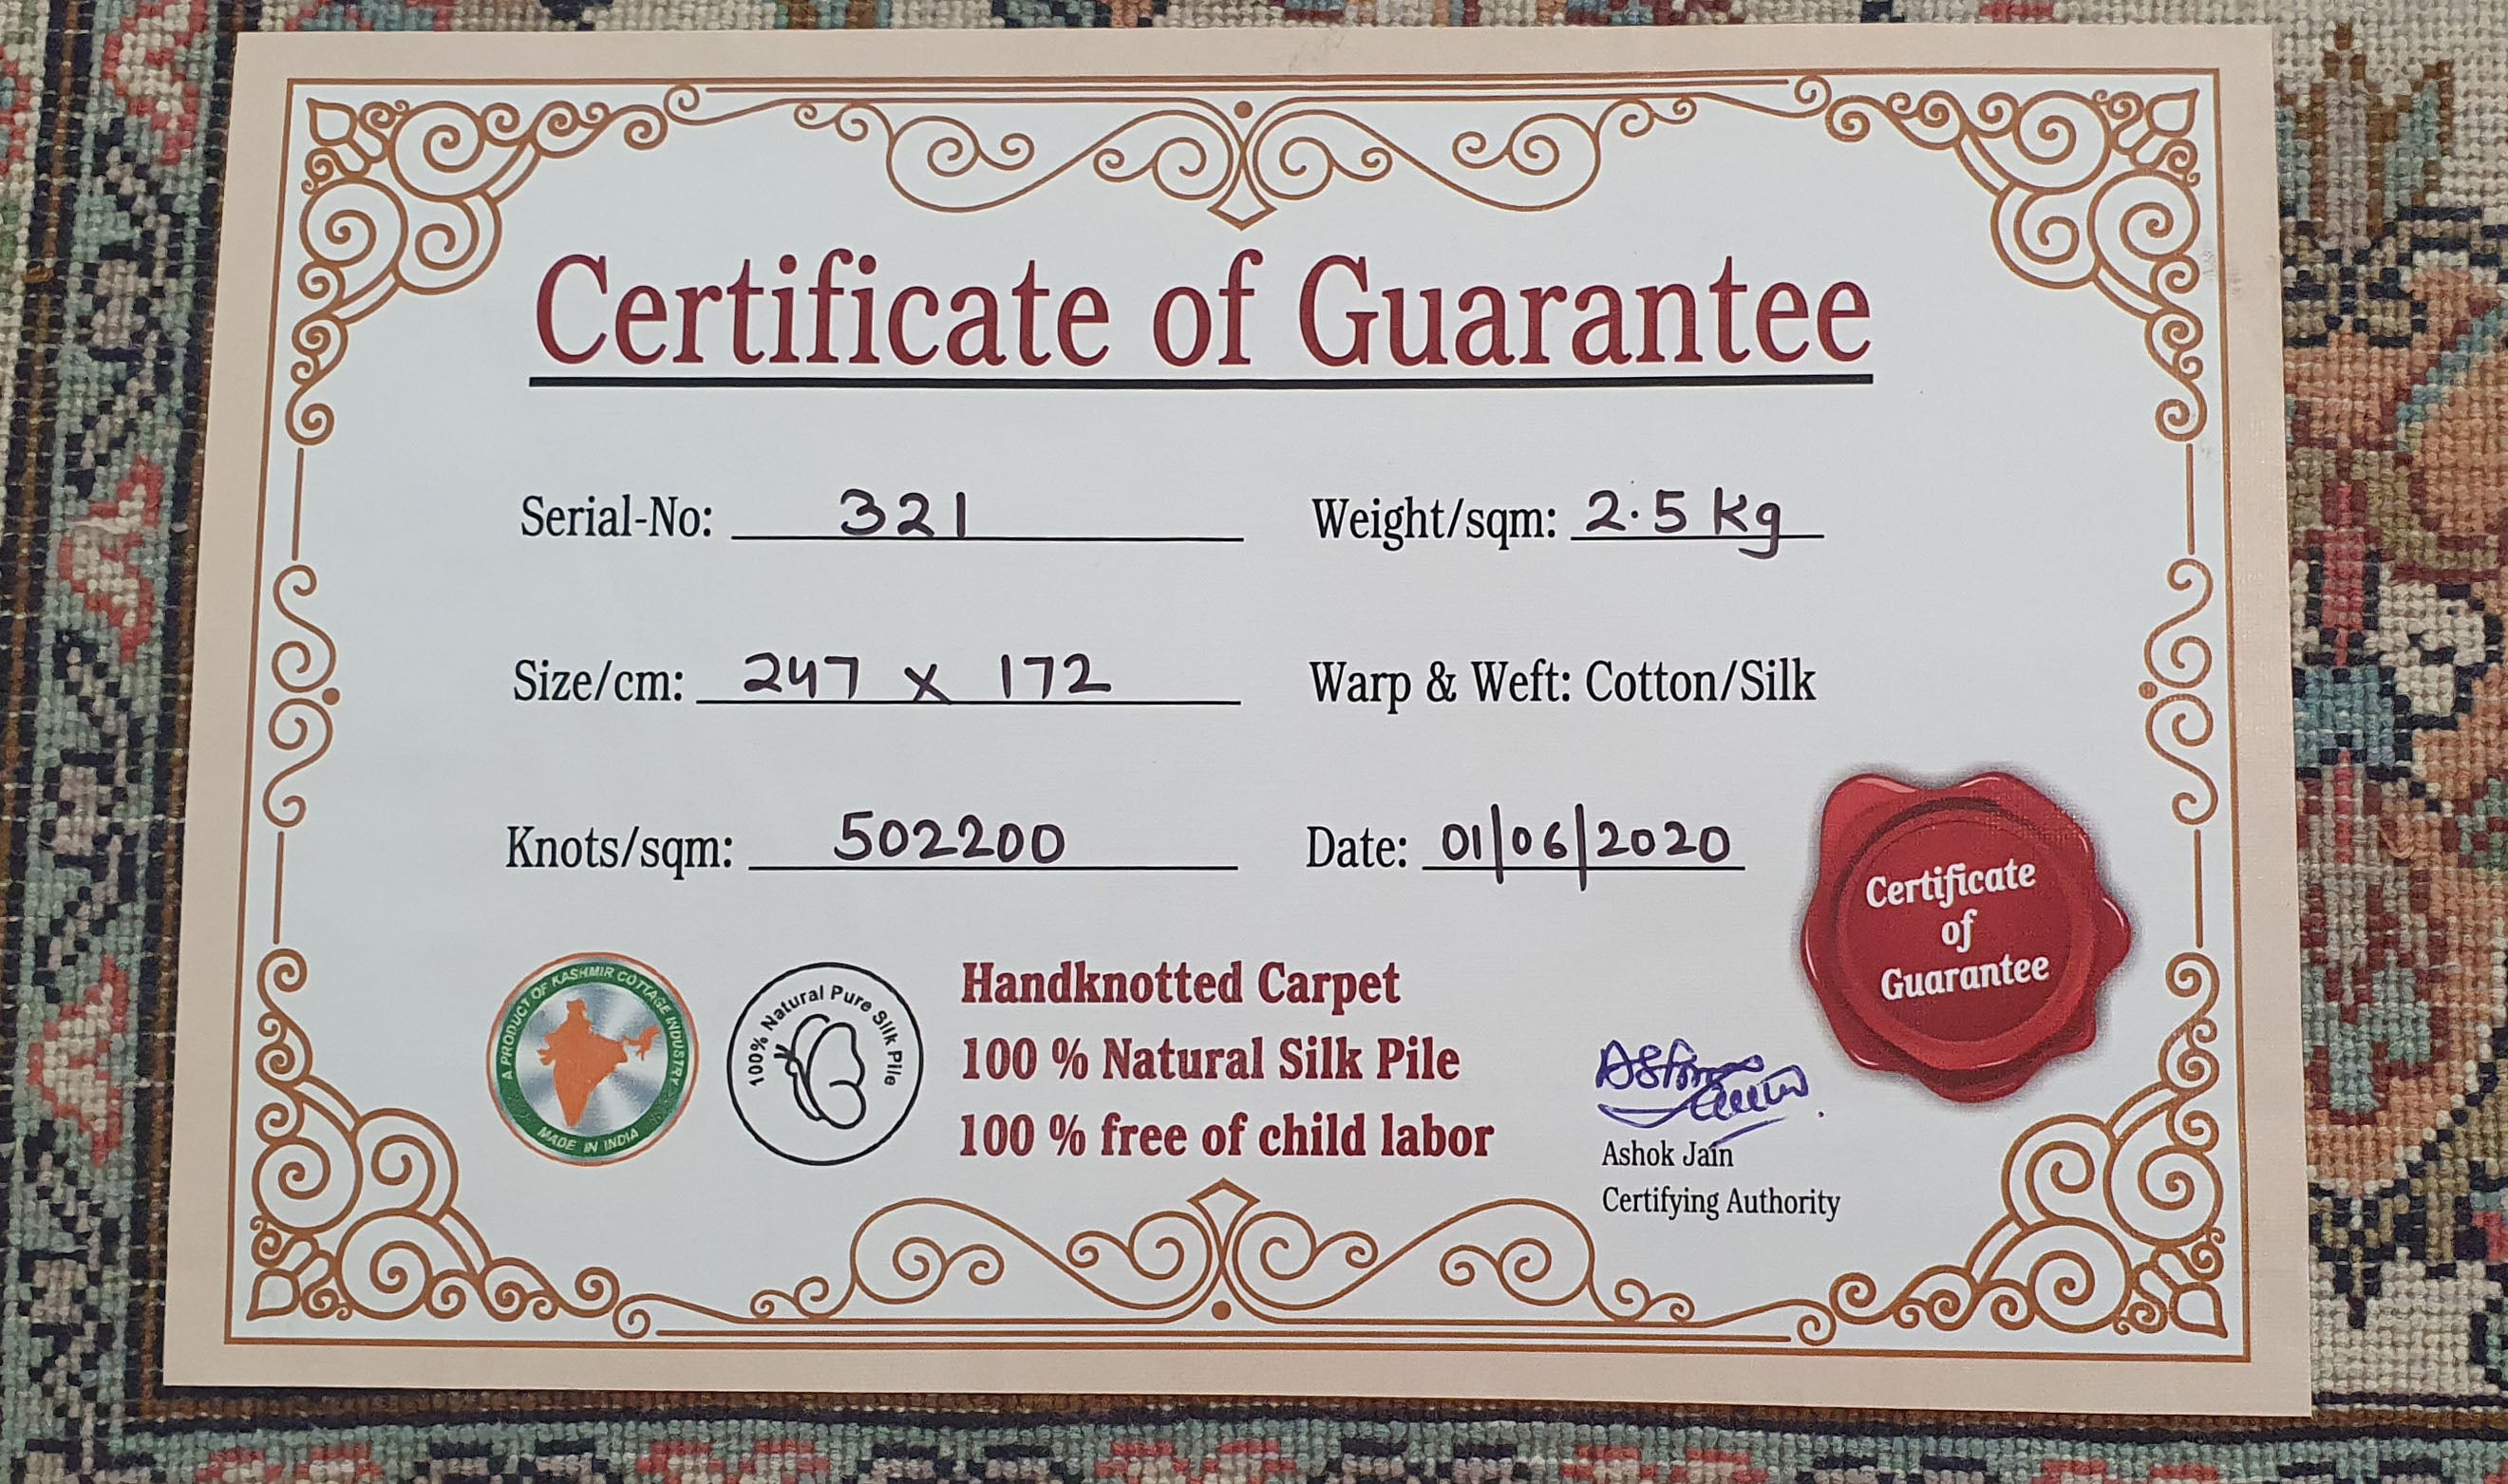 Certificate of Guarantee
Serial-No: 321
Weight/sqm: 2.5 kg
Size/cm: 247 x 172
Warp & Weft: Cotton/Silk
Knots/sqm: 502200
Date: 01/06/2020
Certificate
of
Guarantee
A PRODUCT OF KASHMIR COTTAGE INDUSTRY
MADE IN INDIA
100% Natural Pure Silk Pile
Handknotted Carpet
100 % Natural Silk Pile
100 % free of child labor
Ashok Jain
Certifying Authority